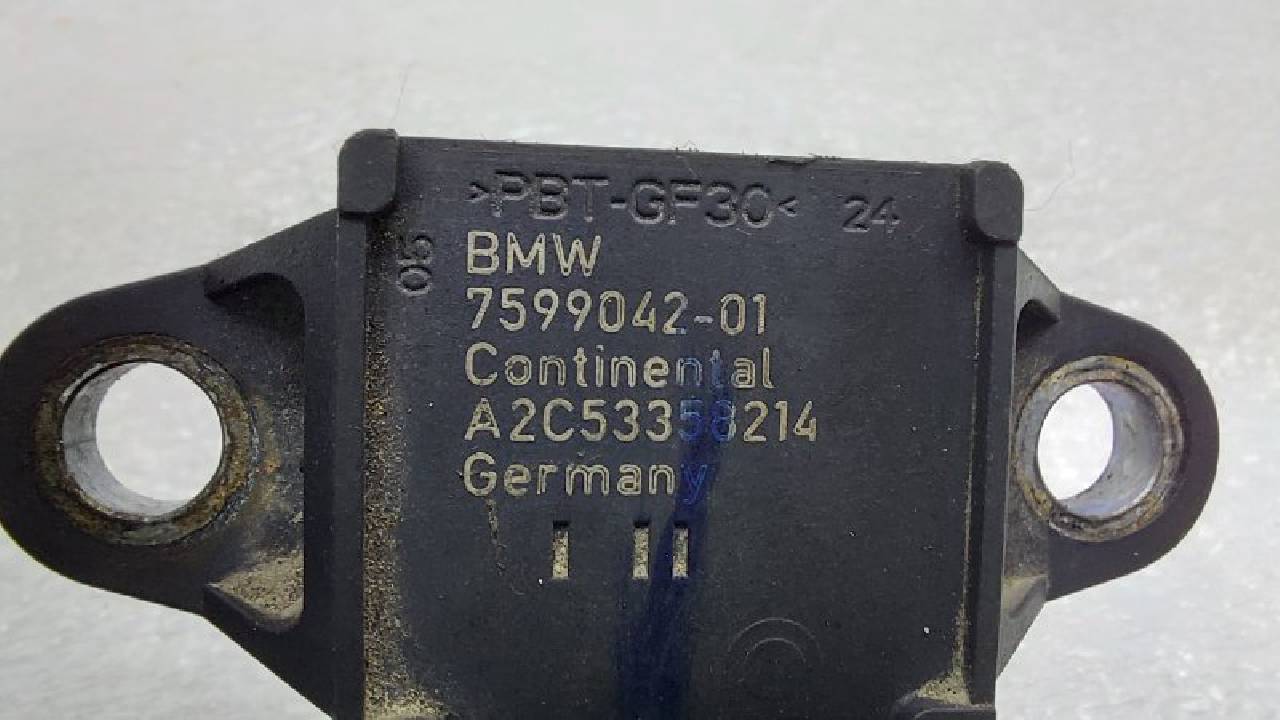 >PBT-GF30< 24
05
BMW
7599042-01
Continental
A2C53358214
Germany